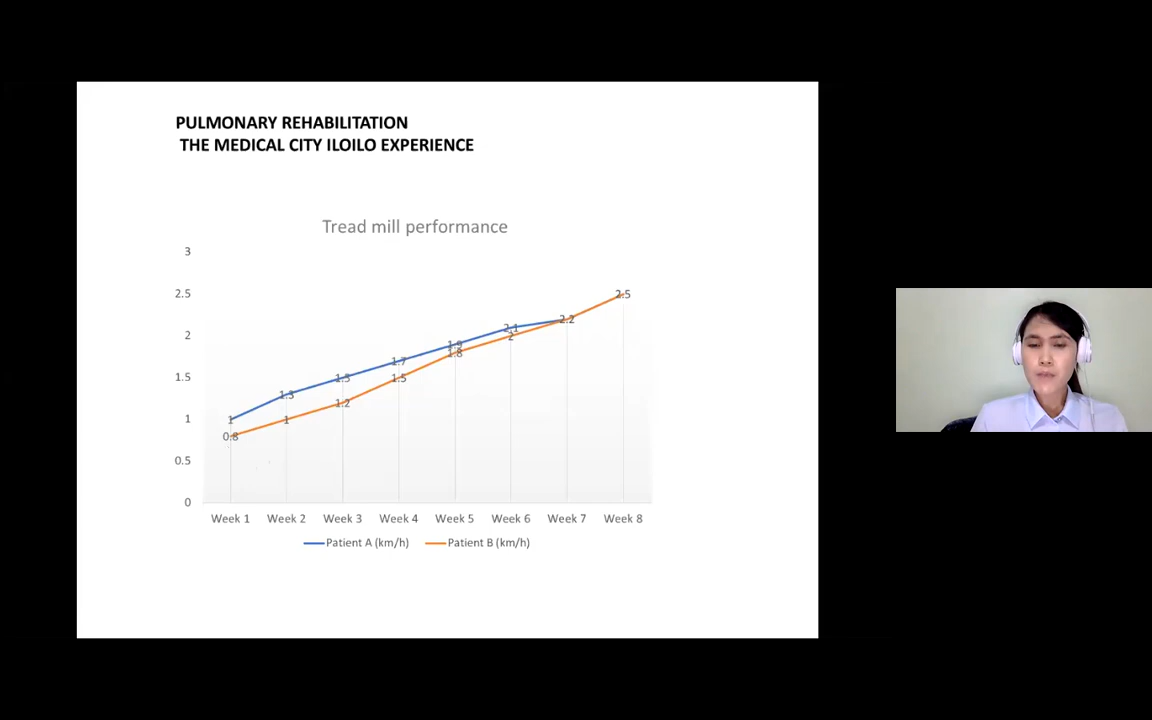 PULMONARY REHABILITATION
THE MEDICAL CITY ILOILO EXPERIENCE
Tread mill performance
3
2.5
2
1.5
1
0.5
0
1 1.3 1.5 1.7 1.9 2.1 2.2
0.8 1 1.2 1.5 1.8 2 2.2 2.5
Week 1 Week 2 Week 3 Week 4 Week 5 Week 6 Week 7 Week 8
Patient A (km/h) Patient B (km/h)